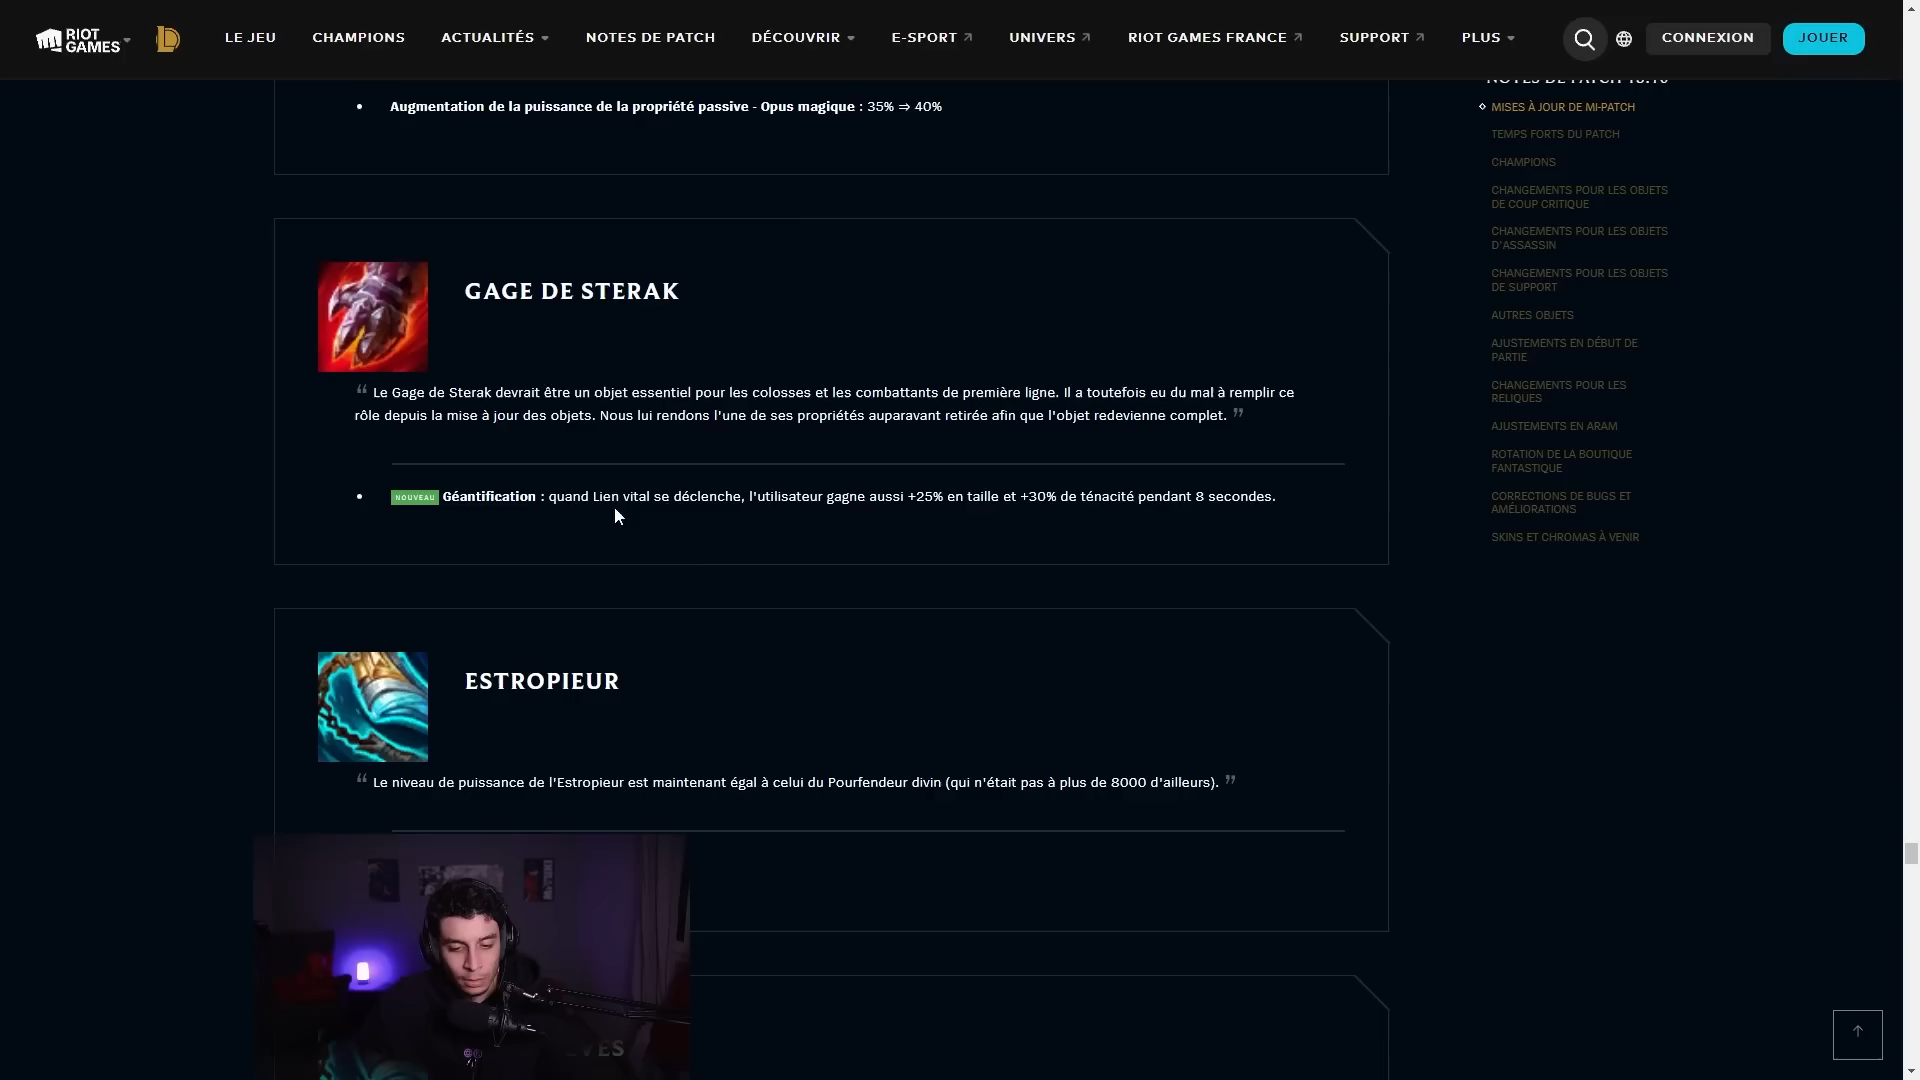 RIOT
GAMES
LE JEU
CHAMPIONS
ACTUALITÉS
NOTES DE PATCH
DÉCOUVRIR
E-SPORT
UNIVERS
RIOT GAMES FRANCE
SUPPORT
PLUS
CONNEXION
JOUER
Augmentation de la puissance de la propriété passive - Opus magique : 35% ⇒ 40%
GAGE DE STERAK
“ Le Gage de Sterak devrait être un objet essentiel pour les colosses et les combattants de première ligne. Il a toutefois eu du mal à remplir ce
rôle depuis la mise à jour des objets. Nous lui rendons l'une de ses propriétés auparavant retirée afin que l'objet redevienne complet. ”
NOUVEAU Géantification : quand Lien vital se déclenche, l'utilisateur gagne aussi +25% en taille et +30% de ténacité pendant 8 secondes.
ESTROPIEUR
“ Le niveau de puissance de l'Estropieur est maintenant égal à celui du Pourfendeur divin (qui n'était pas à plus de 8000 d'ailleurs). ”
MISES À JOUR DE MI-PATCH
TEMPS FORTS DU PATCH
CHAMPIONS
CHANGEMENTS POUR LES OBJETS
DE COUP CRITIQUE
CHANGEMENTS POUR LES OBJETS
D'ASSASSIN
CHANGEMENTS POUR LES OBJETS
DE SUPPORT
AUTRES OBJETS
AJUSTEMENTS EN DÉBUT DE
PARTIE
CHANGEMENTS POUR LES
RELIQUES
AJUSTEMENTS EN ARAM
ROTATION DE LA BOUTIQUE
FANTASTIQUE
CORRECTIONS DE BUGS ET
AMÉLIORATIONS
SKINS ET CHROMAS À VENIR